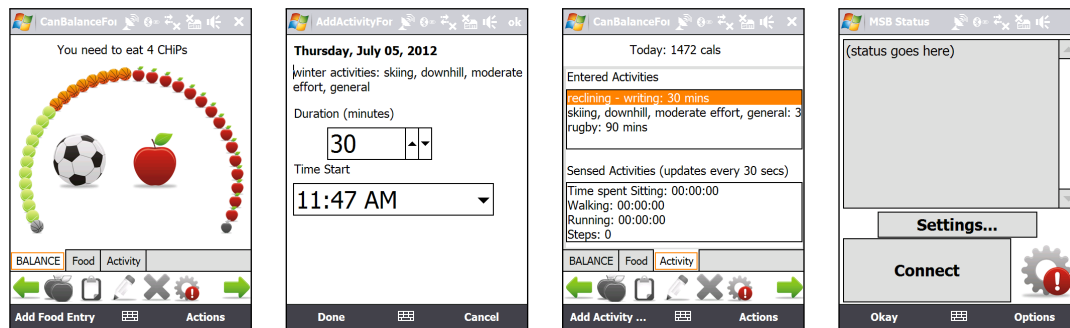 CanBalanceFor
You need to eat 4 CHiPs
BALANCE Food Activity
Add Food Entry Actions
AddActivityFor ok
Thursday, July 05, 2012
winter activities: skiing, downhill, moderate
effort, general
Duration (minutes)
30
Time Start
11:47 AM
Done Cancel
CanBalanceFor
Today: 1472 cals
Entered Activities
reclining - writing: 30 mins
skiing, downhill, moderate effort, general: 3
rugby: 90 mins
Sensed Activities (updates every 30 secs)
Time spent Sitting: 00:00:00
Walking: 00:00:00
Running: 00:00:00
Steps: 0
BALANCE Food Activity
Add Activity ... Actions
MSB Status
(status goes here)
Settings...
Connect
Okay Options